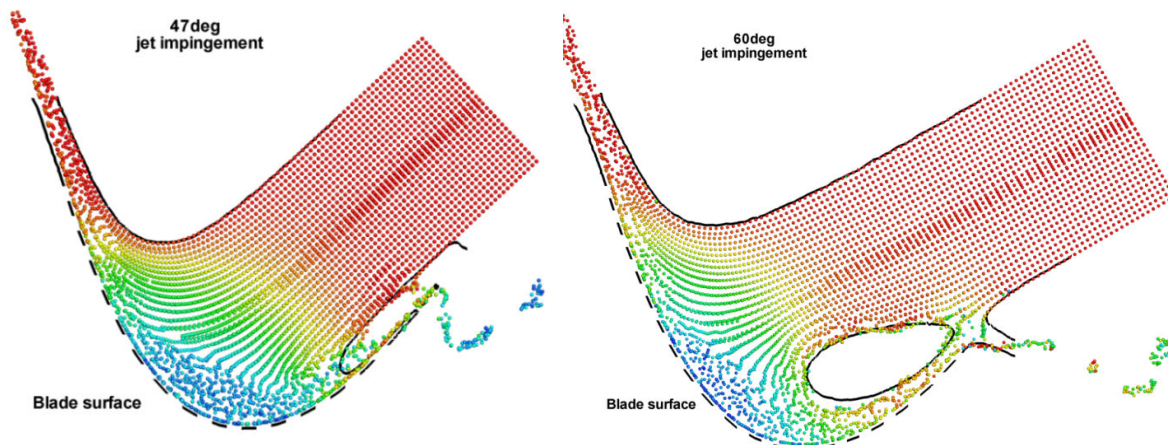 47deg
jet impingement
Blade surface
60deg
jet impingement
Blade surface